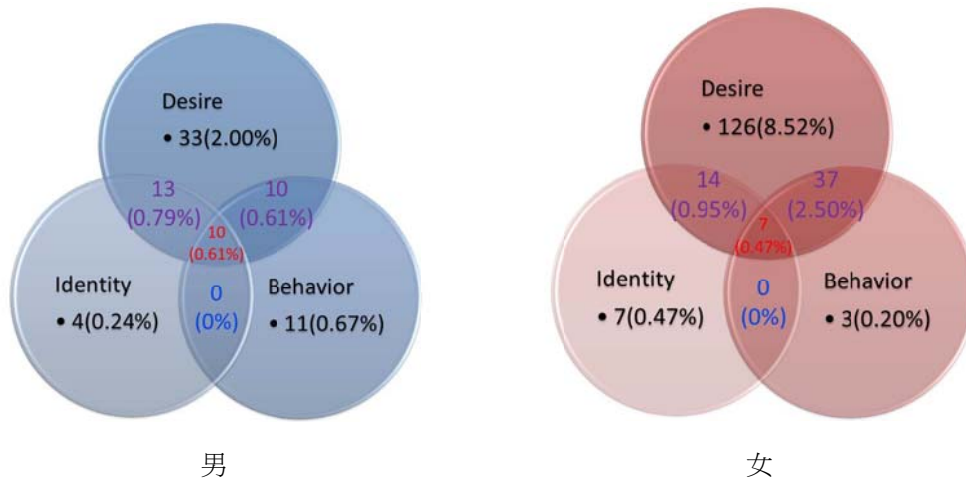 Desire
• 33(2.00%)
13
(0.79%)
10
(0.61%)
10
(0.61%)
Identity
• 4(0.24%)
0
(0%)
Behavior
• 11(0.67%)
男
Desire
• 126(8.52%)
14
(0.95%)
37
(2.50%)
7
(0.47%)
Identity
• 7(0.47%)
0
(0%)
Behavior
• 3(0.20%)
女